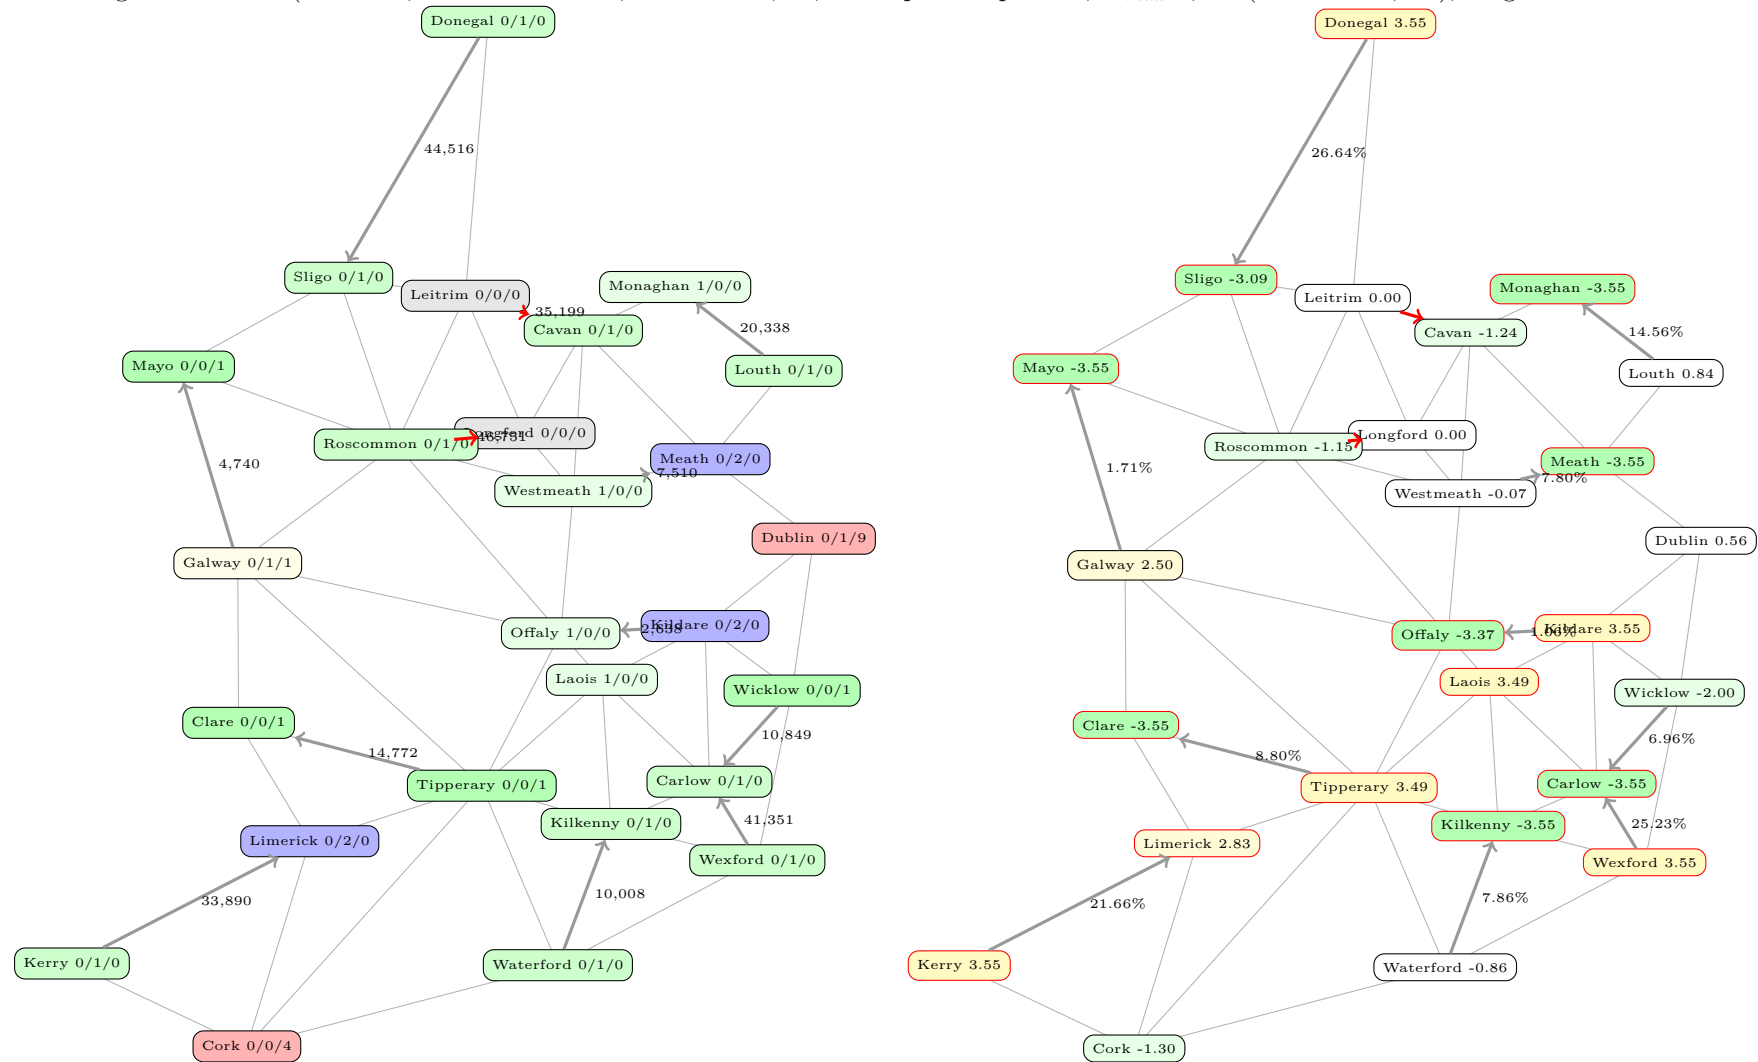 Donegal 0/1/0
44,516
Sligo 0/1/0
Leitrim 0/0/0
Monaghan 1/0/0
35,199
Cavan 0/1/0
20,338
Mayo 0/0/1
Louth 0/1/0
Roscommon 0/1/0
Longford 0/0/0
46,731
Meath 0/2/0
4,740
7,510
Westmeath 1/0/0
Dublin 0/1/9
Galway 0/1/1
Offaly 1/0/0
2,638
Kildare 0/2/0
Laois 1/0/0
Wicklow 0/0/1
Clare 0/0/1
10,849
14,772
Tipperary 0/0/1
Carlow 0/1/0
Kilkenny 0/1/0
41,351
Limerick 0/2/0
Wexford 0/1/0
33,890
10,008
Kerry 0/1/0
Waterford 0/1/0
Cork 0/0/4
Donegal 3.55
26.64%
Sligo -3.09
Leitrim 0.00
Monaghan -3.55
Cavan -1.24
14.56%
Mayo -3.55
Louth 0.84
Roscommon -1.15
Longford 0.00
Meath -3.55
1.71%
7.80%
Westmeath -0.07
Dublin 0.56
Galway 2.50
Offaly -3.37
1.06%
Kildare 3.55
Laois 3.49
Wicklow -2.00
Clare -3.55
6.96%
8.80%
Tipperary 3.49
Carlow -3.55
Kilkenny -3.55
25.23%
Limerick 2.83
Wexford 3.55
21.66%
7.86%
Kerry 3.55
Waterford -0.86
Cork -1.30